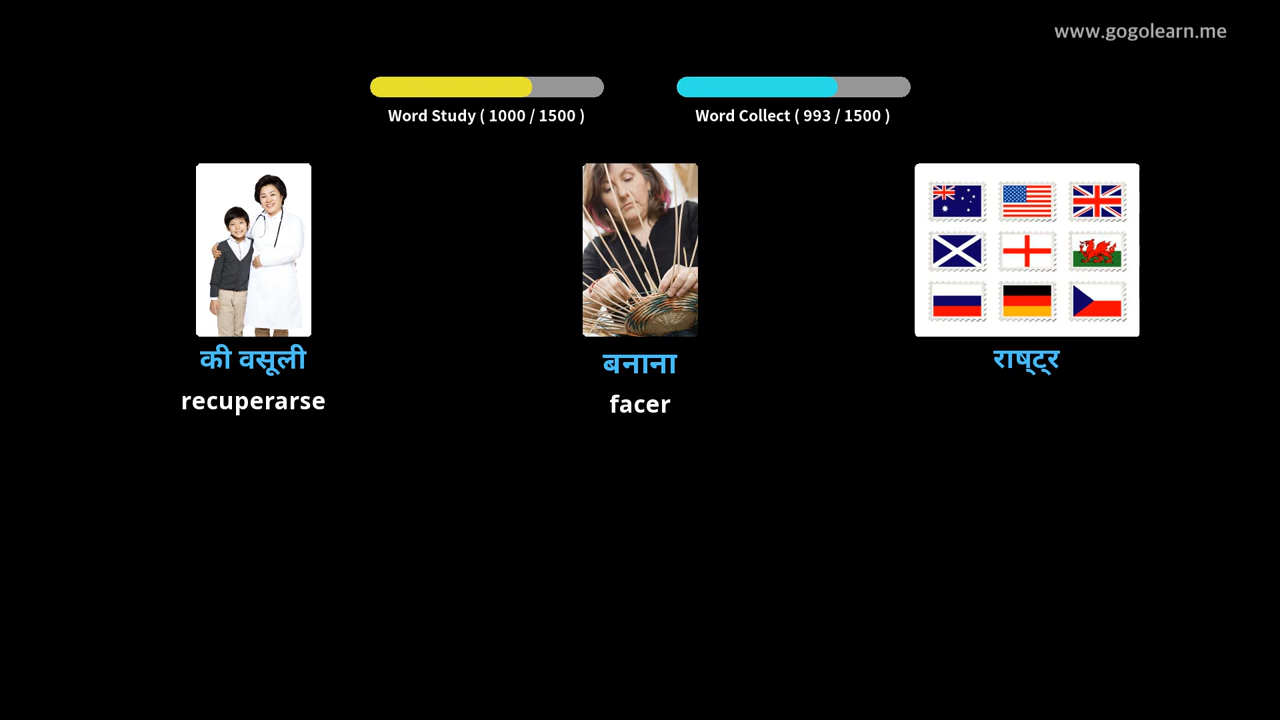 www.gogolearn.me
Word Study ( 1000 / 1500 )
Word Collect ( 993 / 1500 )
की वसूली
recuperarse
बनाना
facer
राष्ट्र